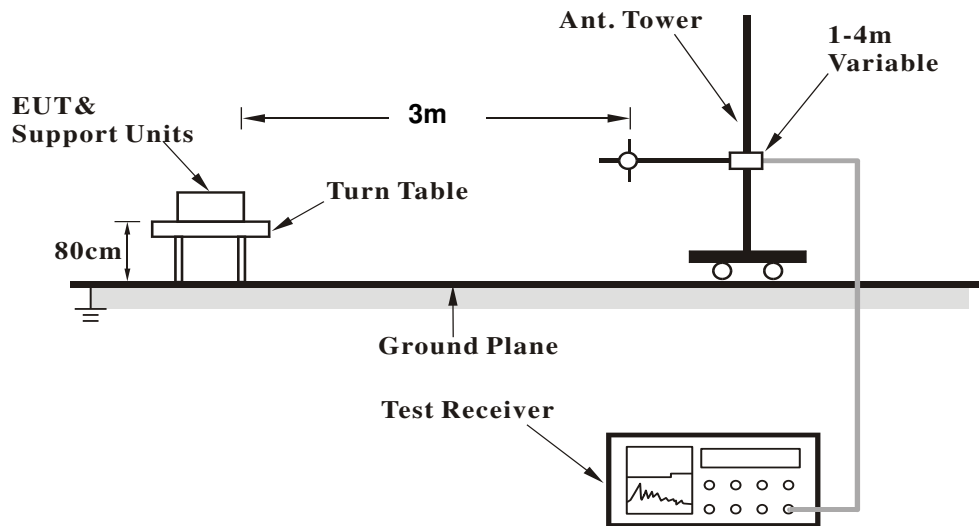 Ant. Tower
1-4m
Variable
EUT&
Support Units
3m
Turn Table
80cm
Ground Plane
Test Receiver